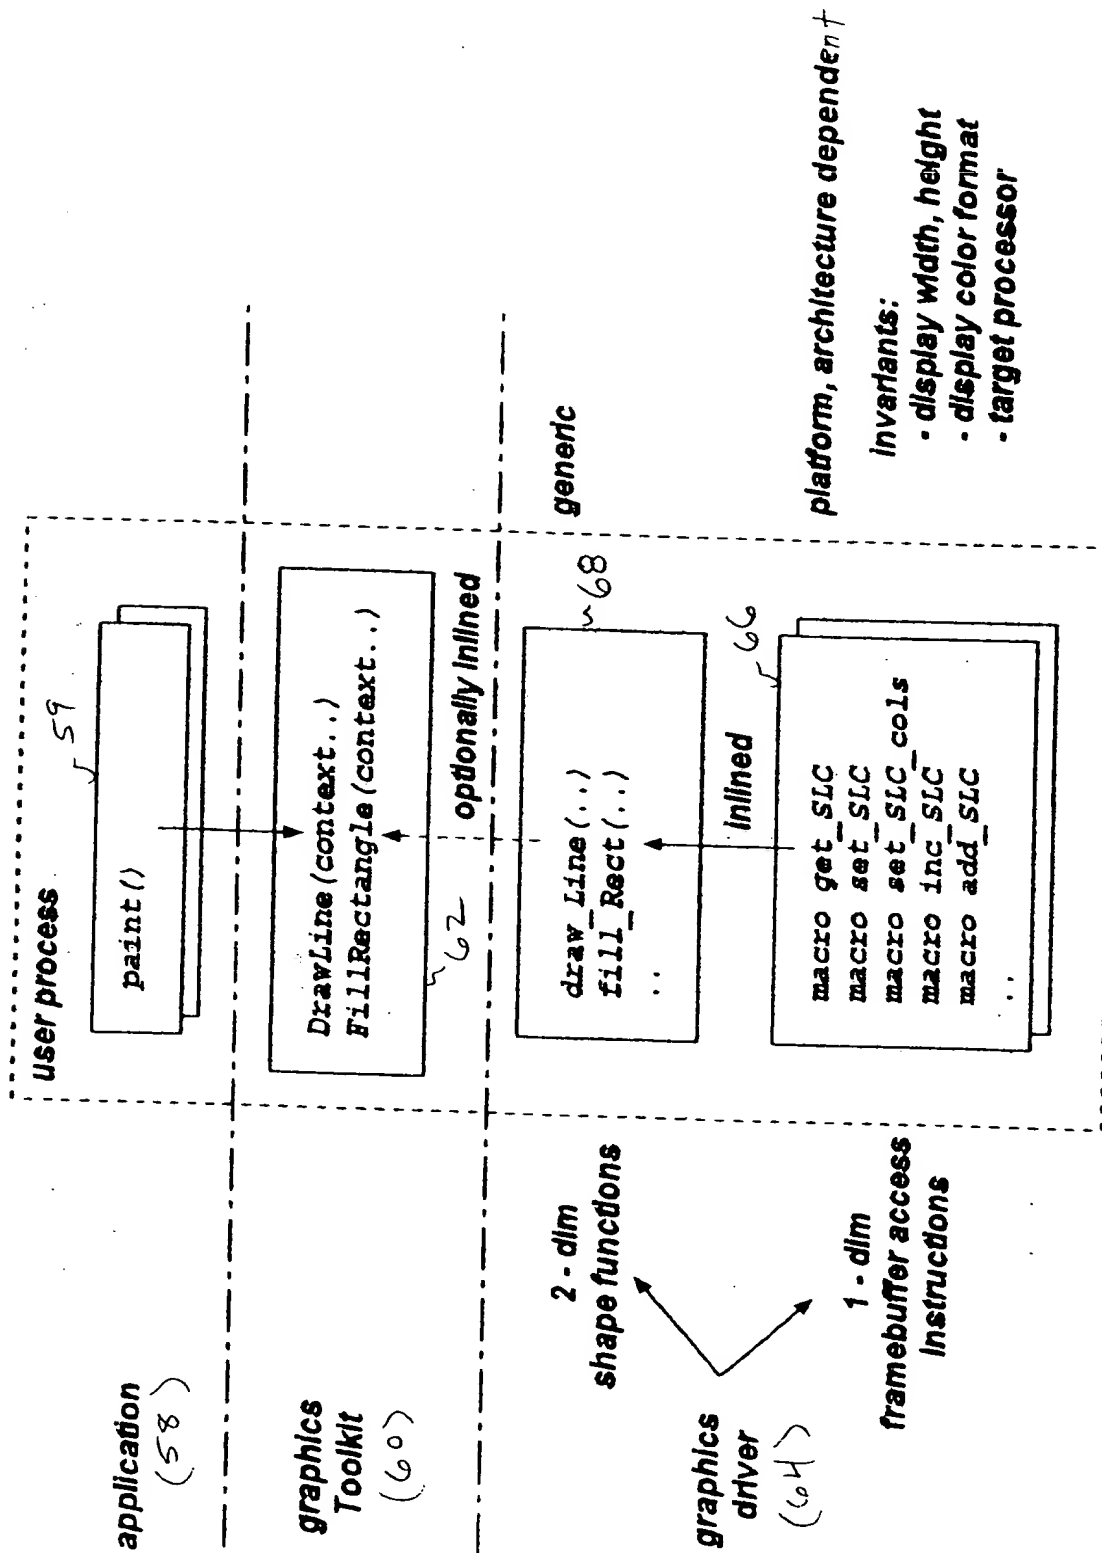 user process
application
(58)
paint()
59
graphics
Toolkit
(60)
DrawLine(context..)
FillRectangle(context..)
62
optionally inlined
graphics
driver
(64)
2 - dim
shape functions
draw_Line(..)
fill_Rect(..)
..
68
generic
inlined
1 - dim
framebuffer access
instructions
macro get_SLC
macro set_SLC
macro set_SLC_cols
macro inc_SLC
macro add_SLC
..
66
platform, architecture dependent
invariants:
- display width, height
- display color format
- target processor